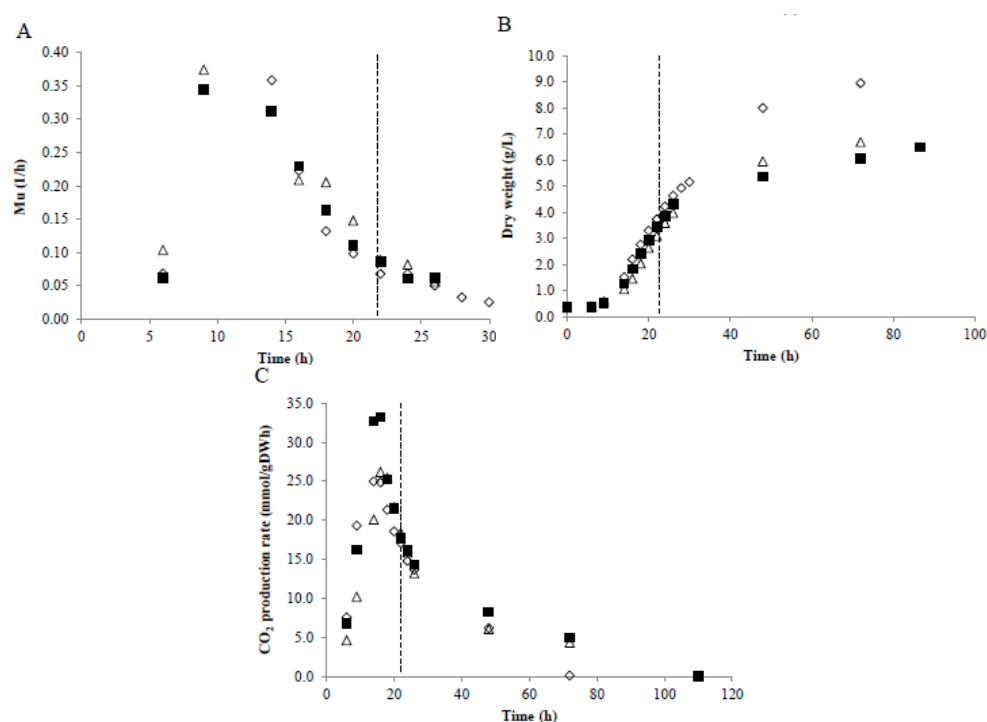 A
0.40
0.35
0.30
0.25
0.20
0.15
0.10
0.05
0.00
Mu (1/h)
0 5 10 15 20 25 30
Time (h)
B
10.0
9.0
8.0
7.0
6.0
5.0
4.0
3.0
2.0
1.0
0.0
Dry weight (g/L)
0 20 40 60 80 100
Time (h)
C
35.0
30.0
25.0
20.0
15.0
10.0
5.0
0.0
CO₂ production rate (mmol/gDWh)
0 20 40 60 80 100 120
Time (h)